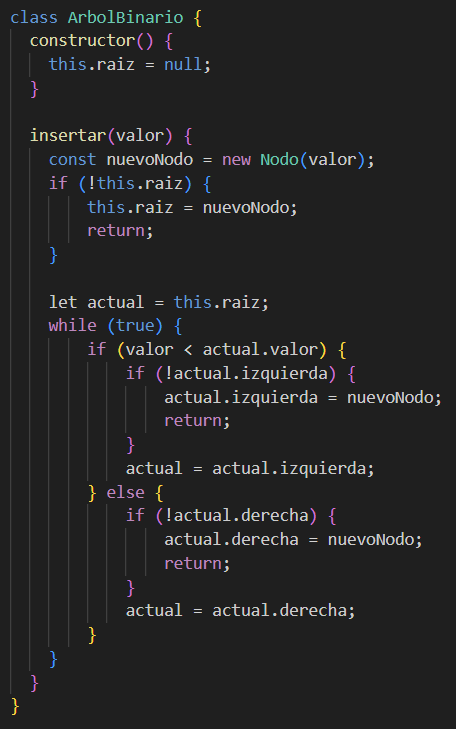 class ArbolBinario {
  constructor() {
    this.raiz = null;
  }

  insertar(valor) {
    const nuevoNodo = new Nodo(valor);
    if (!this.raiz) {
        this.raiz = nuevoNodo;
        return;
    }

    let actual = this.raiz;
    while (true) {
        if (valor < actual.valor) {
            if (!actual.izquierda) {
                actual.izquierda = nuevoNodo;
                return;
            }
            actual = actual.izquierda;
        } else {
            if (!actual.derecha) {
                actual.derecha = nuevoNodo;
                return;
            }
            actual = actual.derecha;
        }
    }
  }
}